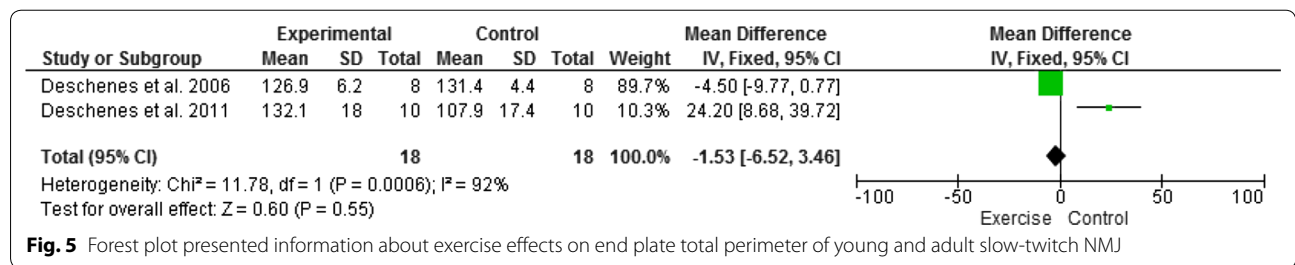 Experimental Control Mean Difference Mean Difference
Study or Subgroup Mean SD Total Mean SD Total Weight IV, Fixed, 95% CI IV, Fixed, 95% CI
Deschenes et al. 2006 126.9 6.2 8 131.4 4.4 8 89.7% -4.50 [-9.77, 0.77]
Deschenes et al. 2011 132.1 18 10 107.9 17.4 10 10.3% 24.20 [8.68, 39.72]
Total (95% CI) 18 18 100.0% -1.53 [-6.52, 3.46]
Heterogeneity: Chi² = 11.78, df = 1 (P = 0.0006); I² = 92%
Test for overall effect: Z = 0.60 (P = 0.55)
-100 -50 0 50 100
Exercise Control
Fig. 5 Forest plot presented information about exercise effects on end plate total perimeter of young and adult slow-twitch NMJ